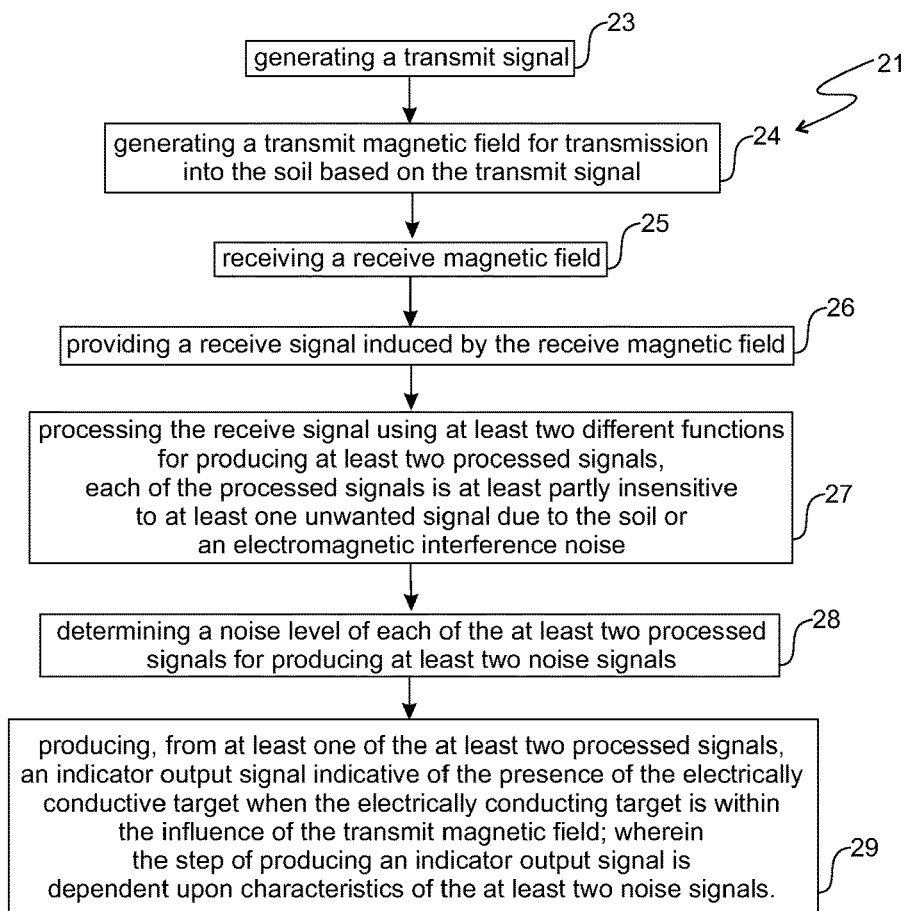 23
generating a transmit signal
21
24
generating a transmit magnetic field for transmission
into the soil based on the transmit signal
25
receiving a receive magnetic field
26
providing a receive signal induced by the receive magnetic field
processing the receive signal using at least two different functions
for producing at least two processed signals,
each of the processed signals is at least partly insensitive
to at least one unwanted signal due to the soil or
an electromagnetic interference noise
27
determining a noise level of each of the at least two processed
signals for producing at least two noise signals
28
producing, from at least one of the at least two processed signals,
an indicator output signal indicative of the presence of the electrically
conductive target when the electrically conducting target is within
the influence of the transmit magnetic field; wherein
the step of producing an indicator output signal is
dependent upon characteristics of the at least two noise signals.
29